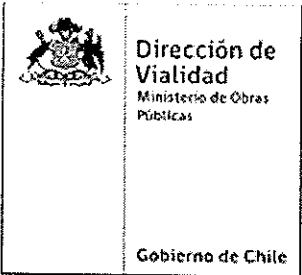 Dirección de
Vialidad
Ministerio de Obras
Públicas
Gobierno de Chile